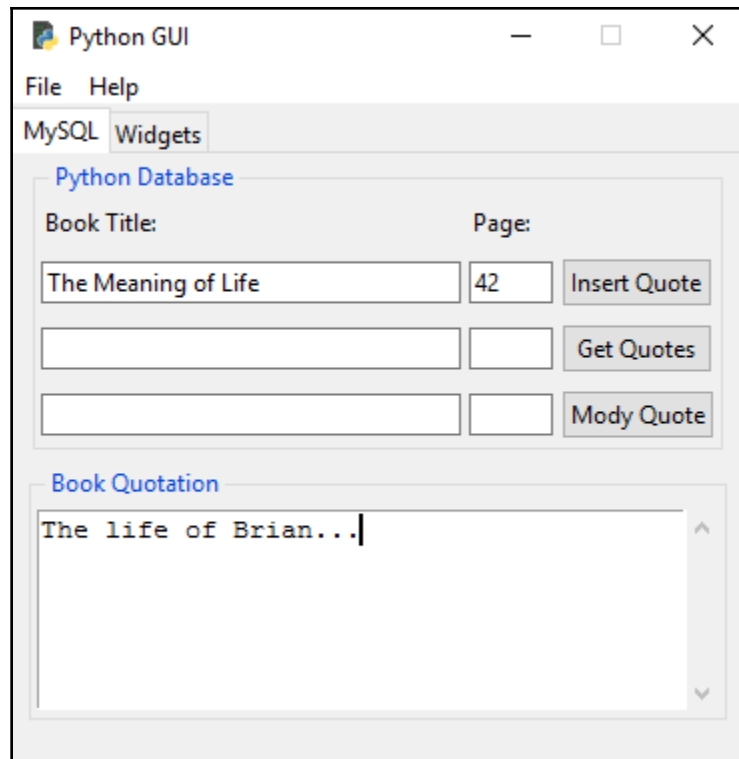 Python GUI
File Help
MySQL Widgets
Python Database
Book Title: Page:
The Meaning of Life 42 Insert Quote
Get Quotes
Mody Quote
Book Quotation
The life of Brian...